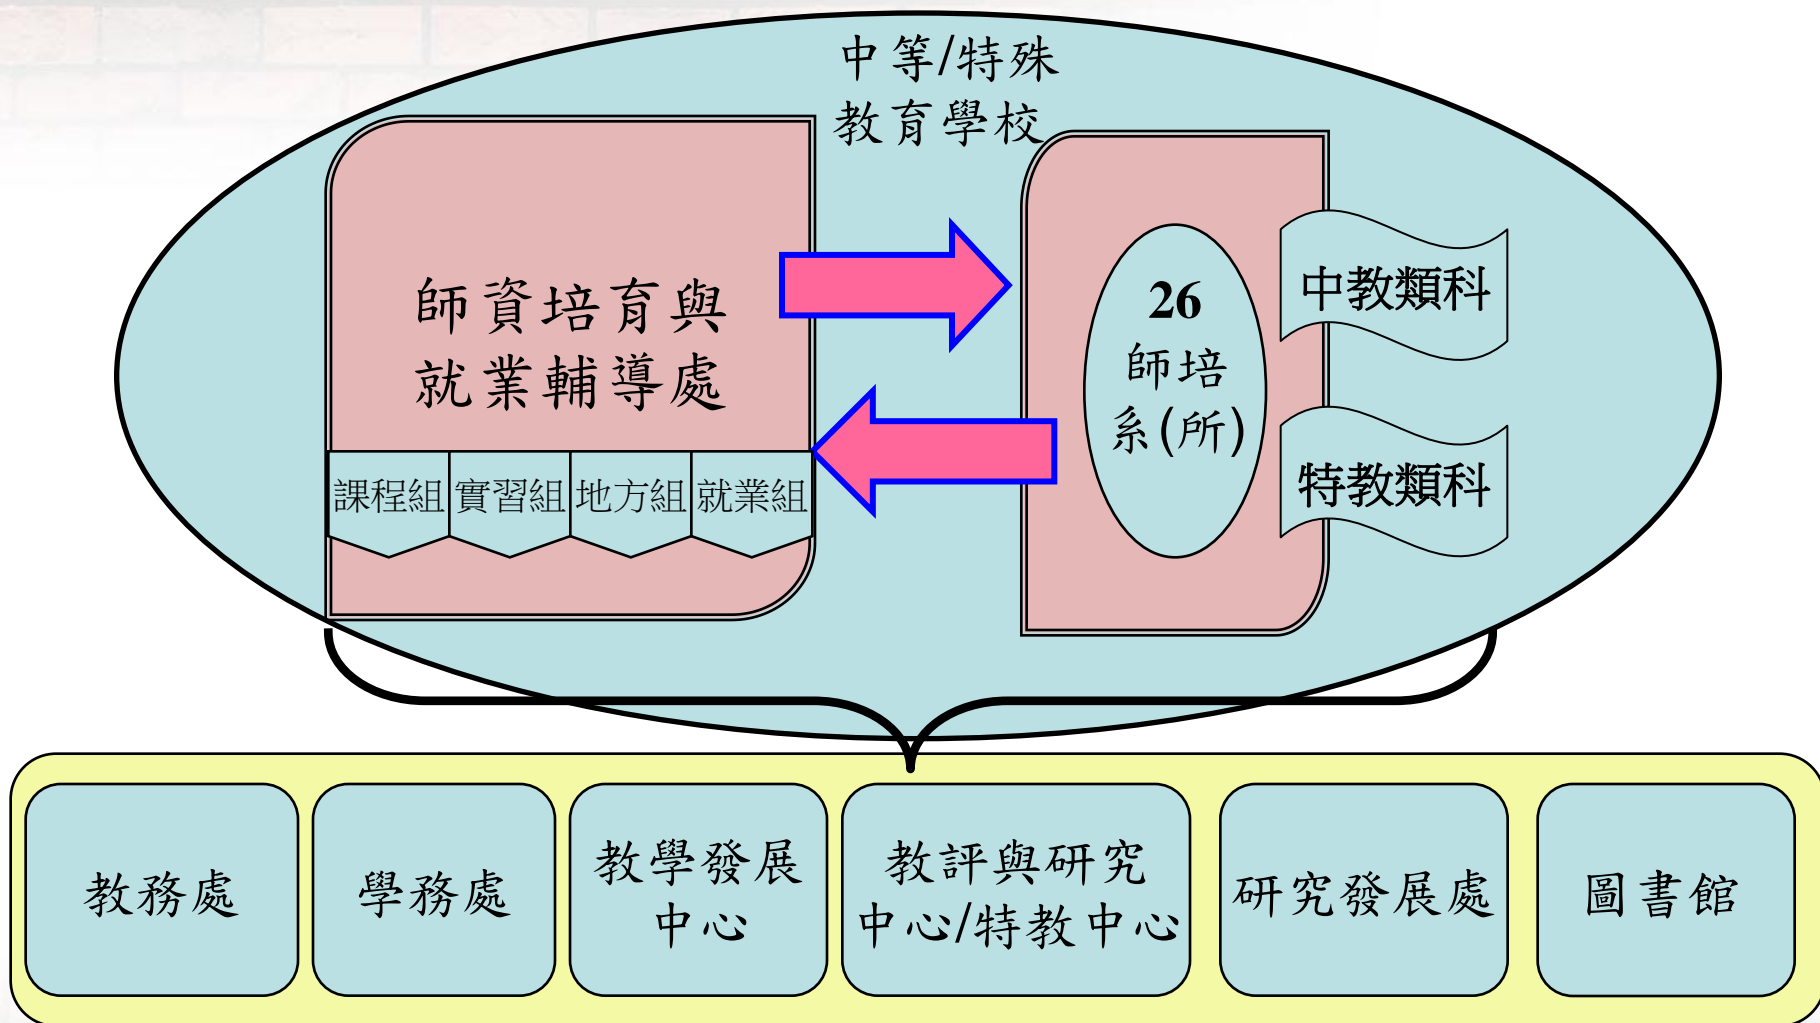 中等/特殊
教育學校
師資培育與
就業輔導處
課程組
實習組
地方組
就業組
26
師培
系(所)
中教類科
特教類科
教務處
學務處
教學發展
中心
教評與研究
中心/特教中心
研究發展處
圖書館